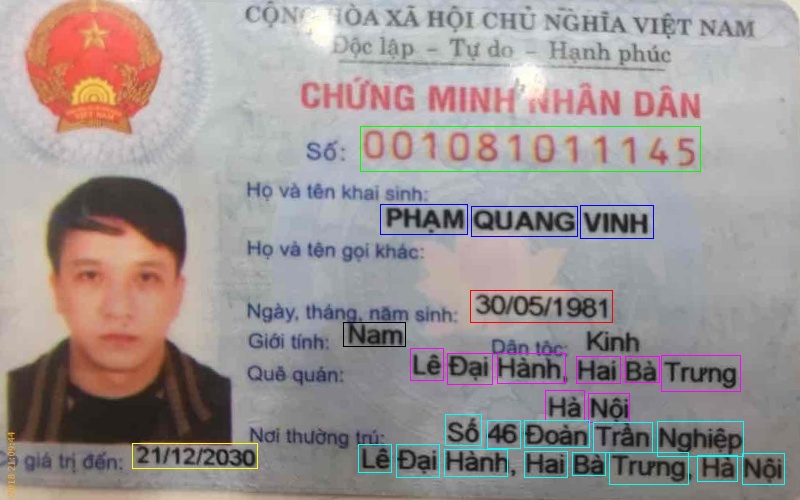 CỘNG HÒA XÃ HỘI CHỦ NGHĨA VIỆT NAM
Độc lập - Tự do - Hạnh phúc
CHỨNG MINH NHÂN DÂN
Số: 001081011145
Họ và tên khai sinh:
PHẠM QUANG VINH
Họ và tên gọi khác:
Ngày, tháng, năm sinh: 30/05/1981
Giới tính: Nam Dân tộc: Kinh
Quê quán: Lê Đại Hành, Hai Bà Trưng
Hà Nội
Nơi thường trú: Số 46 Đoàn Trần Nghiệp
giá trị đến: 21/12/2030 Lê Đại Hành, Hai Bà Trưng, Hà Nội